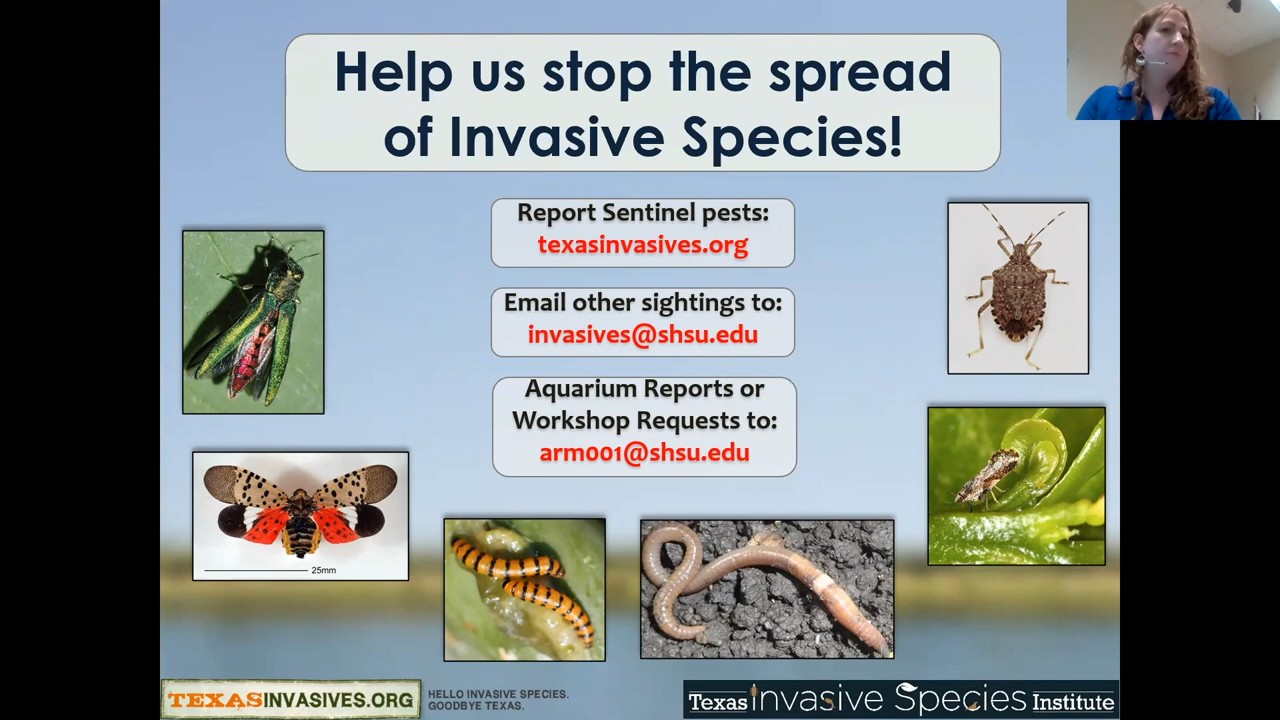 Help us stop the spread
of Invasive Species!
Report Sentinel pests:
texasinvasives.org
Email other sightings to:
invasives@shsu.edu
Aquarium Reports or
Workshop Requests to:
arm001@shsu.edu
25mm
TEXASINVASIVES.ORG
HELLO INVASIVE SPECIES.
GOODBYE TEXAS.
Texas Invasive Species Institute